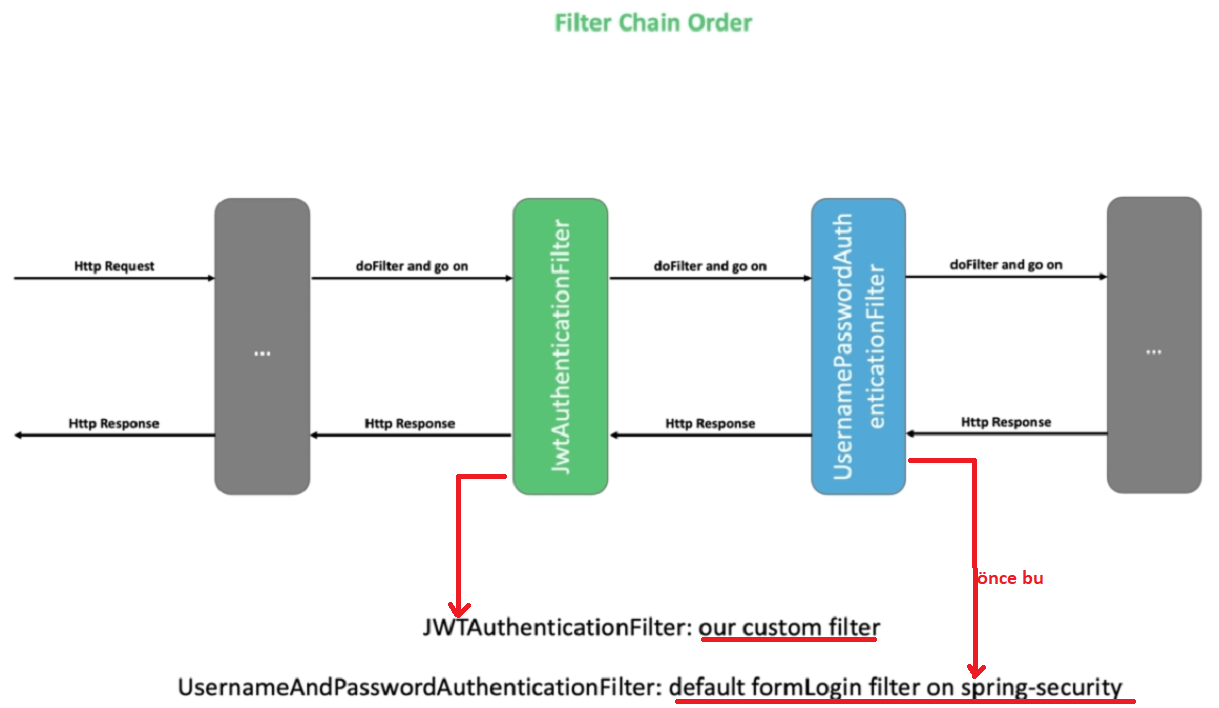 Filter Chain Order
Http Request
doFilter and go on
doFilter and go on
doFilter and go on
...
JwtAuthenticationFilter
UsernamePasswordAuth
enticationFilter
...
Http Response
Http Response
Http Response
Http Response
önce bu
JWTAuthenticationFilter: our custom filter
UsernameAndPasswordAuthenticationFilter: default formLogin filter on spring-security